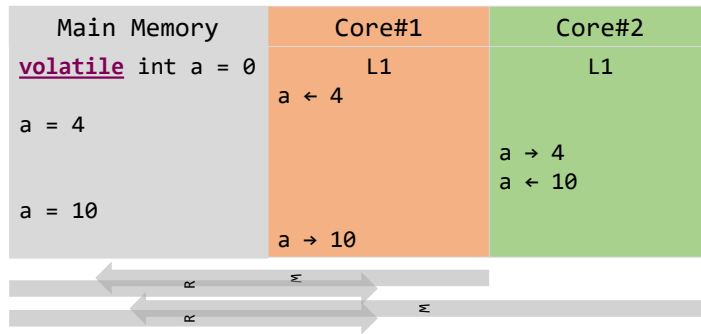 Main Memory Core#1 Core#2
volatile int a = 0 L1 L1
a ← 4
a = 4
a → 4
a ← 10
a = 10
a → 10
R M
R M